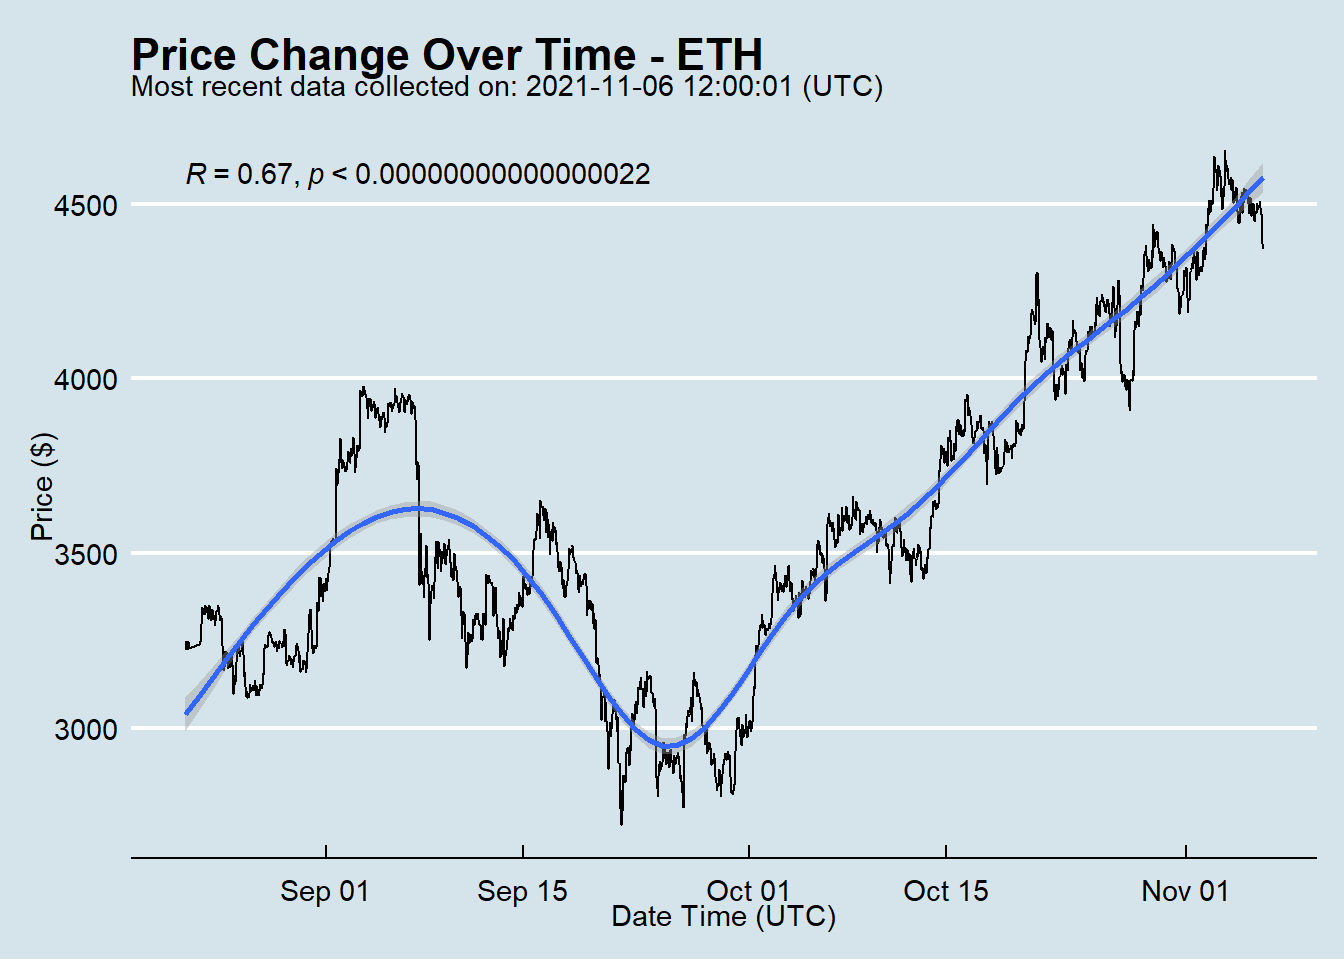 Price Change Over Time - ETH
Most recent data collected on: 2021-11-06 12:00:01 (UTC)
R = 0.67, p < 0.00000000000000022
4500
4000
3500
3000
Price ($)
Sep 01 Sep 15 Oct 01 Oct 15 Nov 01
Date Time (UTC)